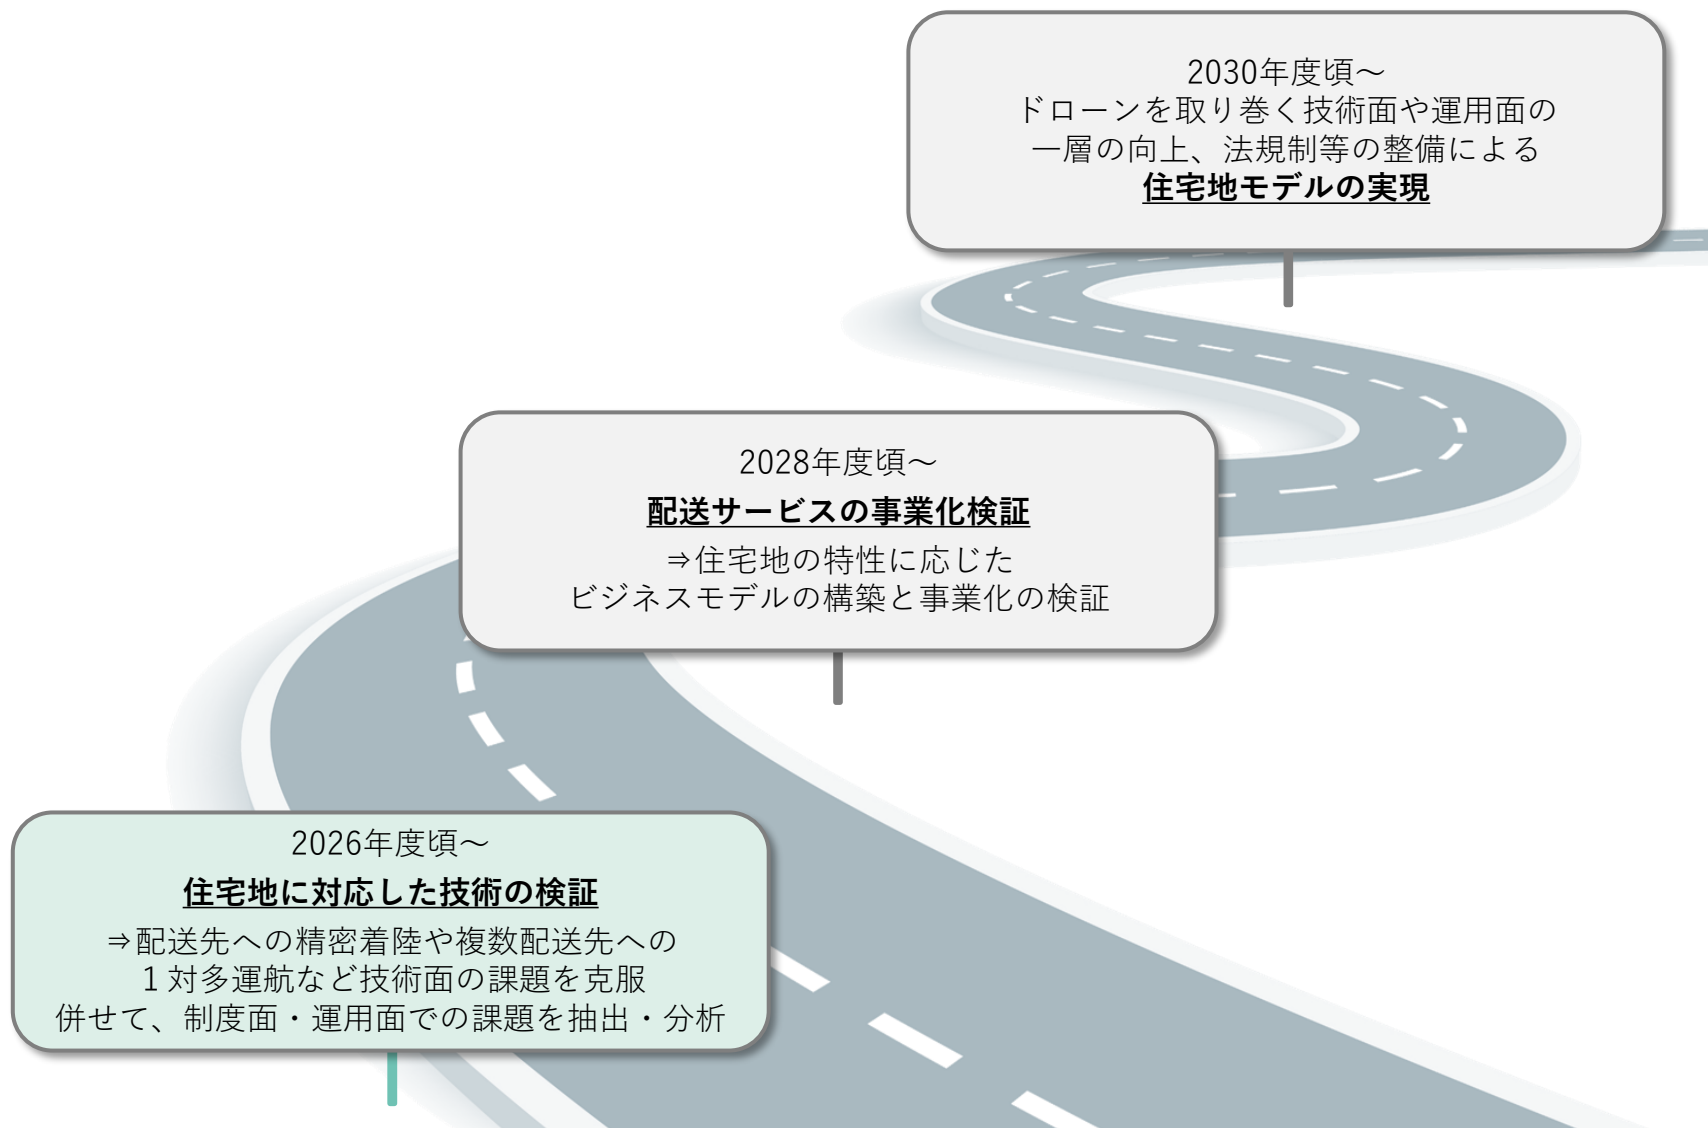 2030年度頃～
ドローンを取り巻く技術面や運用面の
一層の向上、法規制等の整備による
住宅地モデルの実現
2028年度頃～
配送サービスの事業化検証
⇒住宅地の特性に応じた
ビジネスモデルの構築と事業化の検証
2026年度頃～
住宅地に対応した技術の検証
⇒配送先への精密着陸や複数配送先への
１対多運航など技術面の課題を克服
併せて、制度面・運用面での課題を抽出・分析